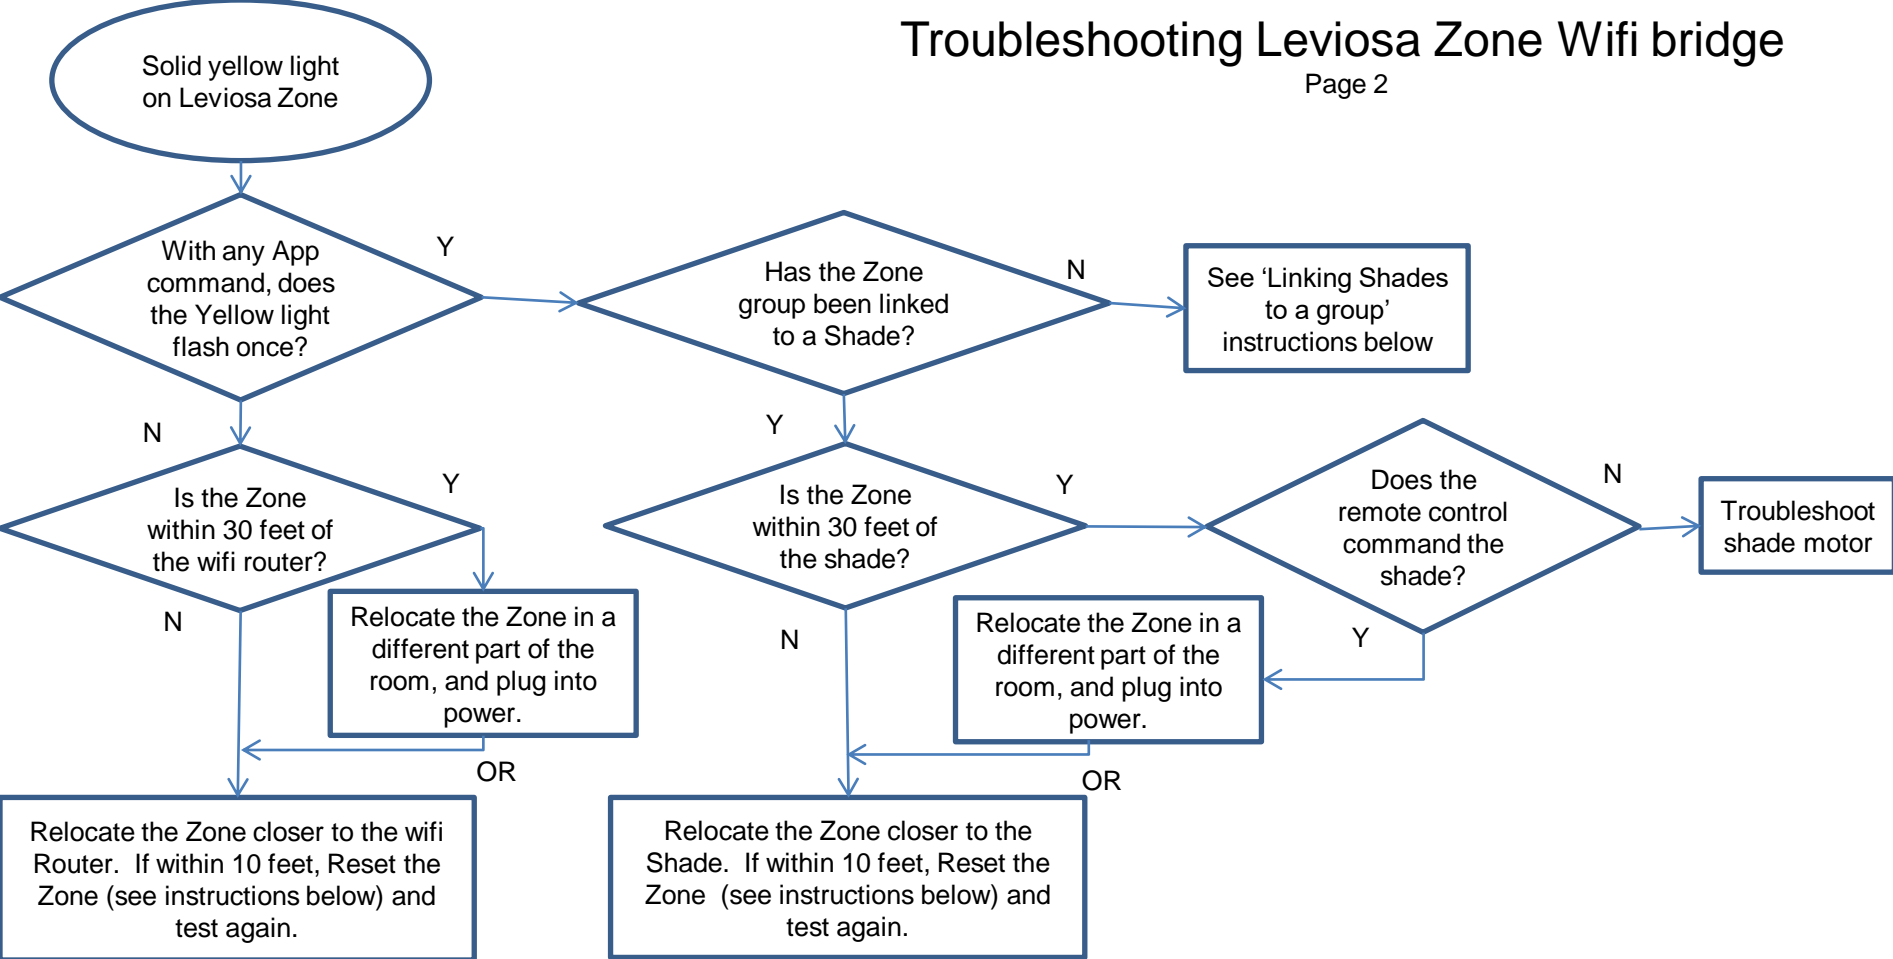 Troubleshooting Leviosa Zone Wifi bridge
Page 2
Solid yellow light
on Leviosa Zone
With any App
command, does
the Yellow light
flash once?
Y
Has the Zone
group been linked
to a Shade?
N
See ‘Linking Shades
to a group’
instructions below
N
Y
Is the Zone
within 30 feet of
the wifi router?
Y
Is the Zone
within 30 feet of
the shade?
Y
Does the
remote control
command the
shade?
N
Troubleshoot
shade motor
N
Relocate the Zone in a
different part of the
room, and plug into
power.
OR
N
Relocate the Zone in a
different part of the
room, and plug into
power.
Y
OR
Relocate the Zone closer to the wifi
Router.  If within 10 feet, Reset the
Zone (see instructions below) and
test again.
Relocate the Zone closer to the
Shade.  If within 10 feet, Reset the
Zone  (see instructions below) and
test again.